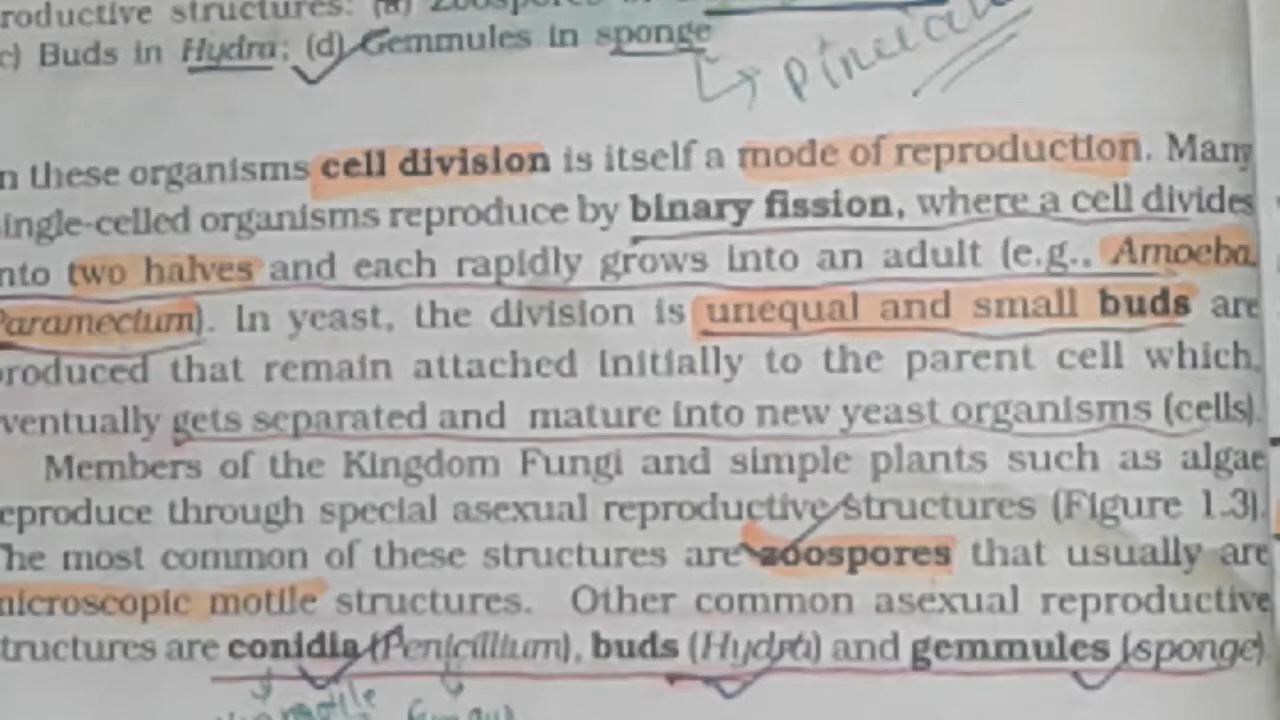 roductive structures: (a) Zoospores in
c) Buds in Hydra; (d) Gemmules in sponge
n these organisms cell division is itself a mode of reproduction. Many
ingle-celled organisms reproduce by binary fission, where a cell divides
nto two halves and each rapidly grows into an adult (e.g., Amoeba,
Paramecium). In yeast, the division is unequal and small buds are
roduced that remain attached initially to the parent cell which,
ventually gets separated and mature into new yeast organisms (cells).
Members of the Kingdom Fungi and simple plants such as algae
eproduce through special asexual reproductive structures (Figure 1.3).
The most common of these structures are zoospores that usually are
microscopic motile structures. Other common asexual reproductive
tructures are conidia (Penicillium), buds (Hydra) and gemmules (sponge).
motile